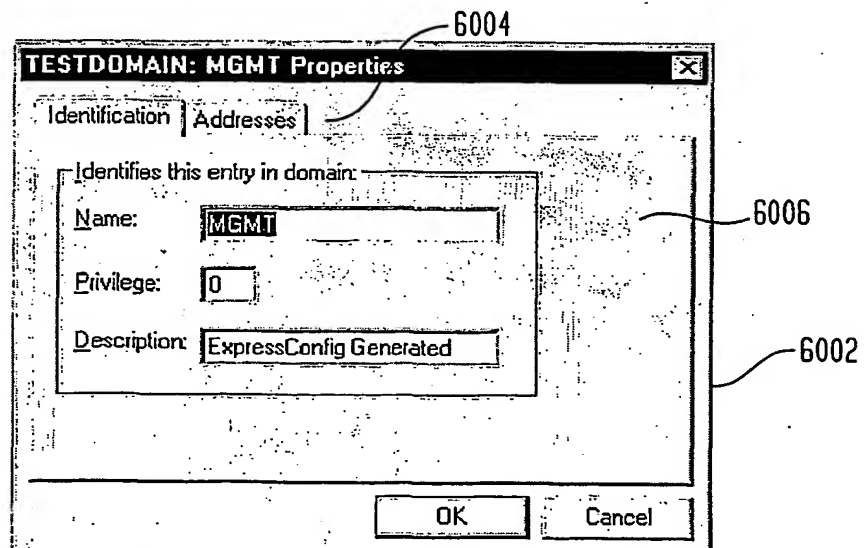 6004
TESTDOMAIN: MGMT Properties
Identification Addresses
Identifies this entry in domain:
Name: MGMT
6006
Privilege: 0
6002
Description: ExpressConfig Generated
OK Cancel